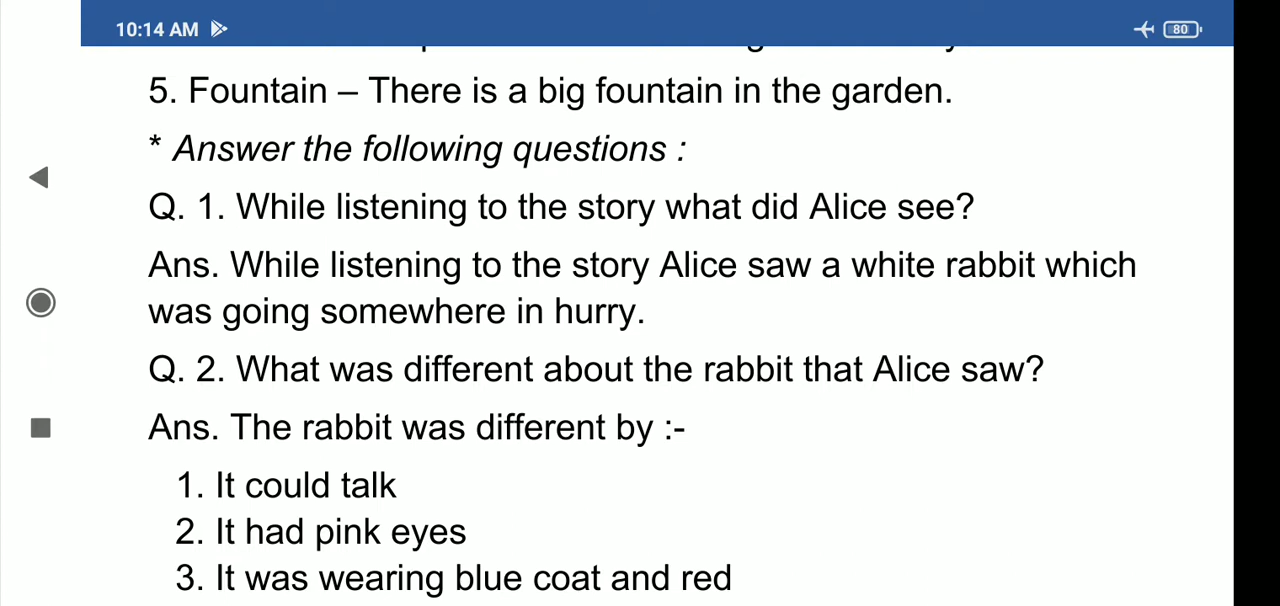 10:14 AM
80
5. Fountain – There is a big fountain in the garden.
* Answer the following questions :
Q. 1. While listening to the story what did Alice see?
Ans. While listening to the story Alice saw a white rabbit which
was going somewhere in hurry.
Q. 2. What was different about the rabbit that Alice saw?
Ans. The rabbit was different by :-
1. It could talk
2. It had pink eyes
3. It was wearing blue coat and red